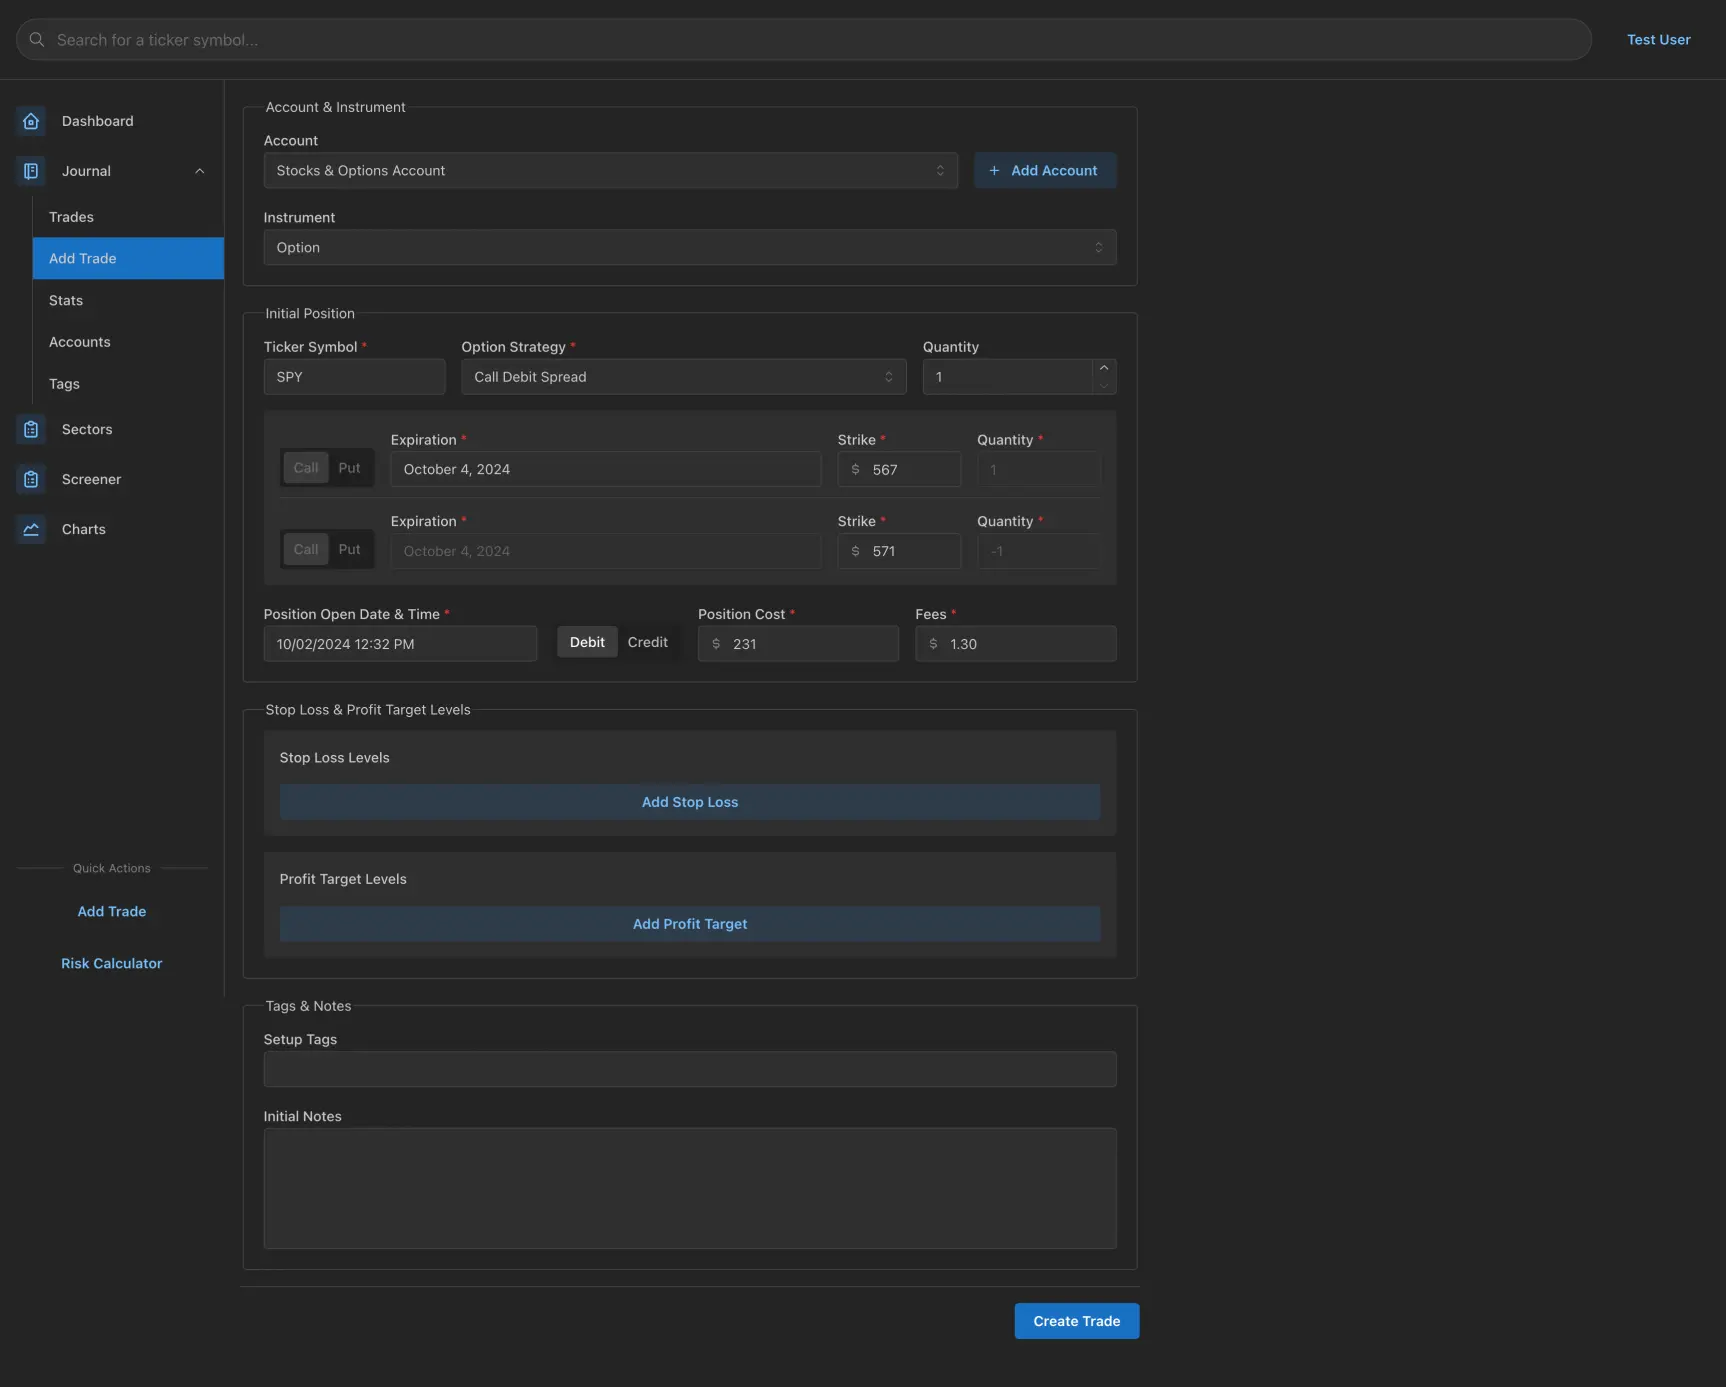 Search for a ticker symbol...
Test User
Dashboard
Journal
Trades
Add Trade
Stats
Accounts
Tags
Sectors
Screener
Charts
Quick Actions
Add Trade
Risk Calculator
Account & Instrument
Account
Stocks & Options Account
+ Add Account
Instrument
Option
Initial Position
Ticker Symbol * Option Strategy * Quantity
SPY Call Debit Spread 1
Expiration * Strike * Quantity *
Call Put October 4, 2024 $ 567 1
Expiration * Strike * Quantity *
Call Put October 4, 2024 $ 571 -1
Position Open Date & Time * Position Cost * Fees *
10/02/2024 12:32 PM Debit Credit $ 231 $ 1.30
Stop Loss & Profit Target Levels
Stop Loss Levels
Add Stop Loss
Profit Target Levels
Add Profit Target
Tags & Notes
Setup Tags
Initial Notes
Create Trade